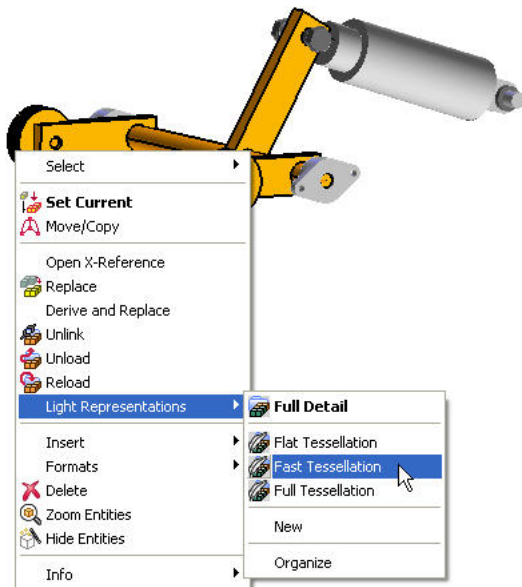 Select
Set Current
Move/Copy
Open X-Reference
Replace
Derive and Replace
Unlink
Unload
Reload
Light Representations
Full Detail
Flat Tessellation
Fast Tessellation
Full Tessellation
New
Organize
Insert
Formats
Delete
Zoom Entities
Hide Entities
Info